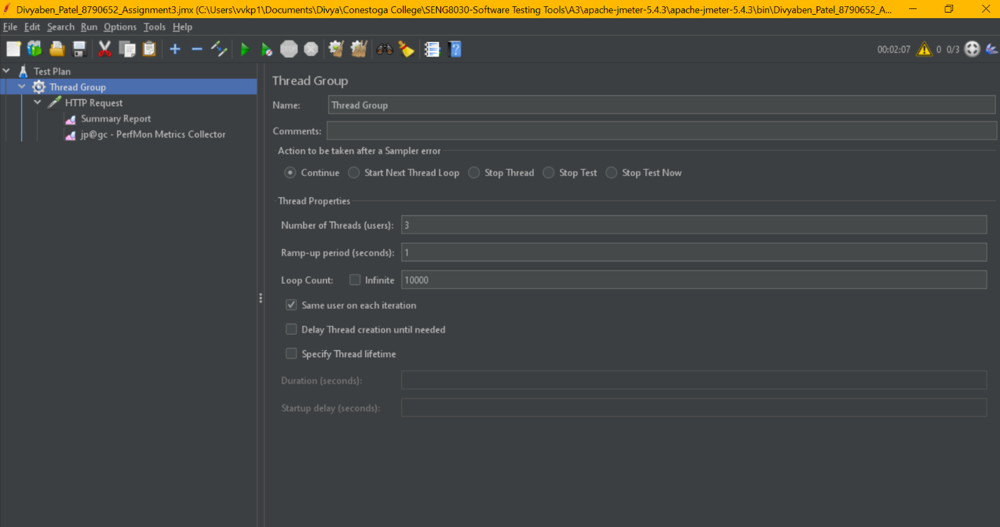 Divyaben_Patel_8790652_Assignment3.jmx (C:\Users\vvkp1\Documents\Divya\Conestoga College\SENG8030-Software Testing Tools\A3\apache-jmeter-5.4.3\apache-jmeter-5.4.3\bin\Divyaben_Patel_8790652_A...
File Edit Search Run Options Tools Help
00:02:07 0 0/3
Test Plan
Thread Group
HTTP Request
Summary Report
jp@gc - PerfMon Metrics Collector
Thread Group
Name: Thread Group
Comments:
Action to be taken after a Sampler error
Continue Start Next Thread Loop Stop Thread Stop Test Stop Test Now
Thread Properties
Number of Threads (users): 3
Ramp-up period (seconds): 1
Loop Count: Infinite 10000
Same user on each iteration
Delay Thread creation until needed
Specify Thread lifetime
Duration (seconds):
Startup delay (seconds):